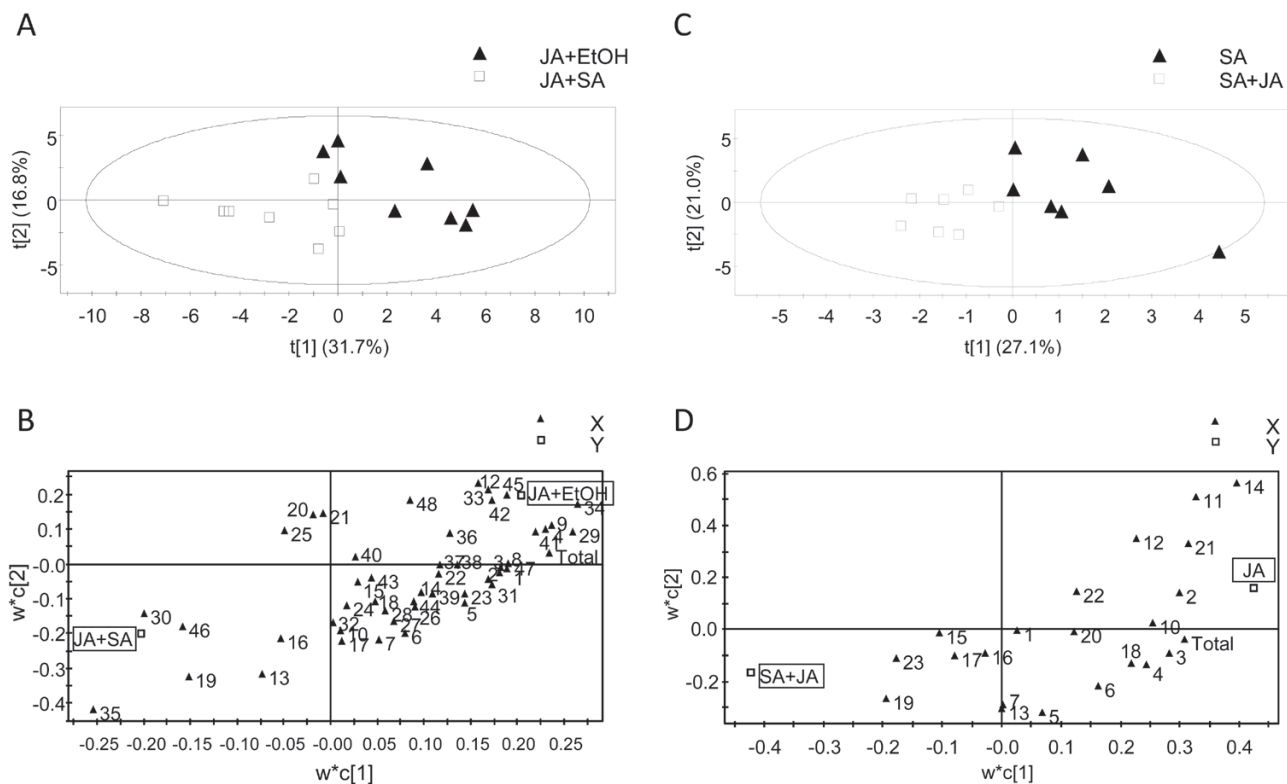 A
▲ JA+EtOH
□ JA+SA
5
0
-5
t[2] (16.8%)
-10 -8 -6 -4 -2 0 2 4 6 8 10
t[1] (31.7%)
C
▲ SA
□ SA+JA
5
0
-5
t[2] (21.0%)
-5 -4 -3 -2 -1 0 1 2 3 4 5
t[1] (27.1%)
B
▲ X
□ Y
0.2
0.1
-0.0
-0.1
-0.2
-0.3
-0.4
w*c[2]
12 45
JA+EtOH
33
34
20 21
48
42
25
36
9
4
4
29
Total
40
37 38 3 8
22
2
47
1
43
15
14
31
18
44
39 23
5
24
28
26
30
32
27
10
6
JA+SA
46
16
17
7
19
13
35
-0.25 -0.20 -0.15 -0.10 -0.05 -0.00 0.05 0.10 0.15 0.20 0.25
w*c[1]
D
▲ X
□ Y
0.6
0.4
0.2
0.0
-0.2
w*c[2]
14
11
12
21
JA
22
2
10
15
1
20
Total
23
17
16
18
4
3
SA+JA
6
19
7
13
5
-0.4 -0.3 -0.2 -0.1 -0.0 0.1 0.2 0.3 0.4
w*c[1]